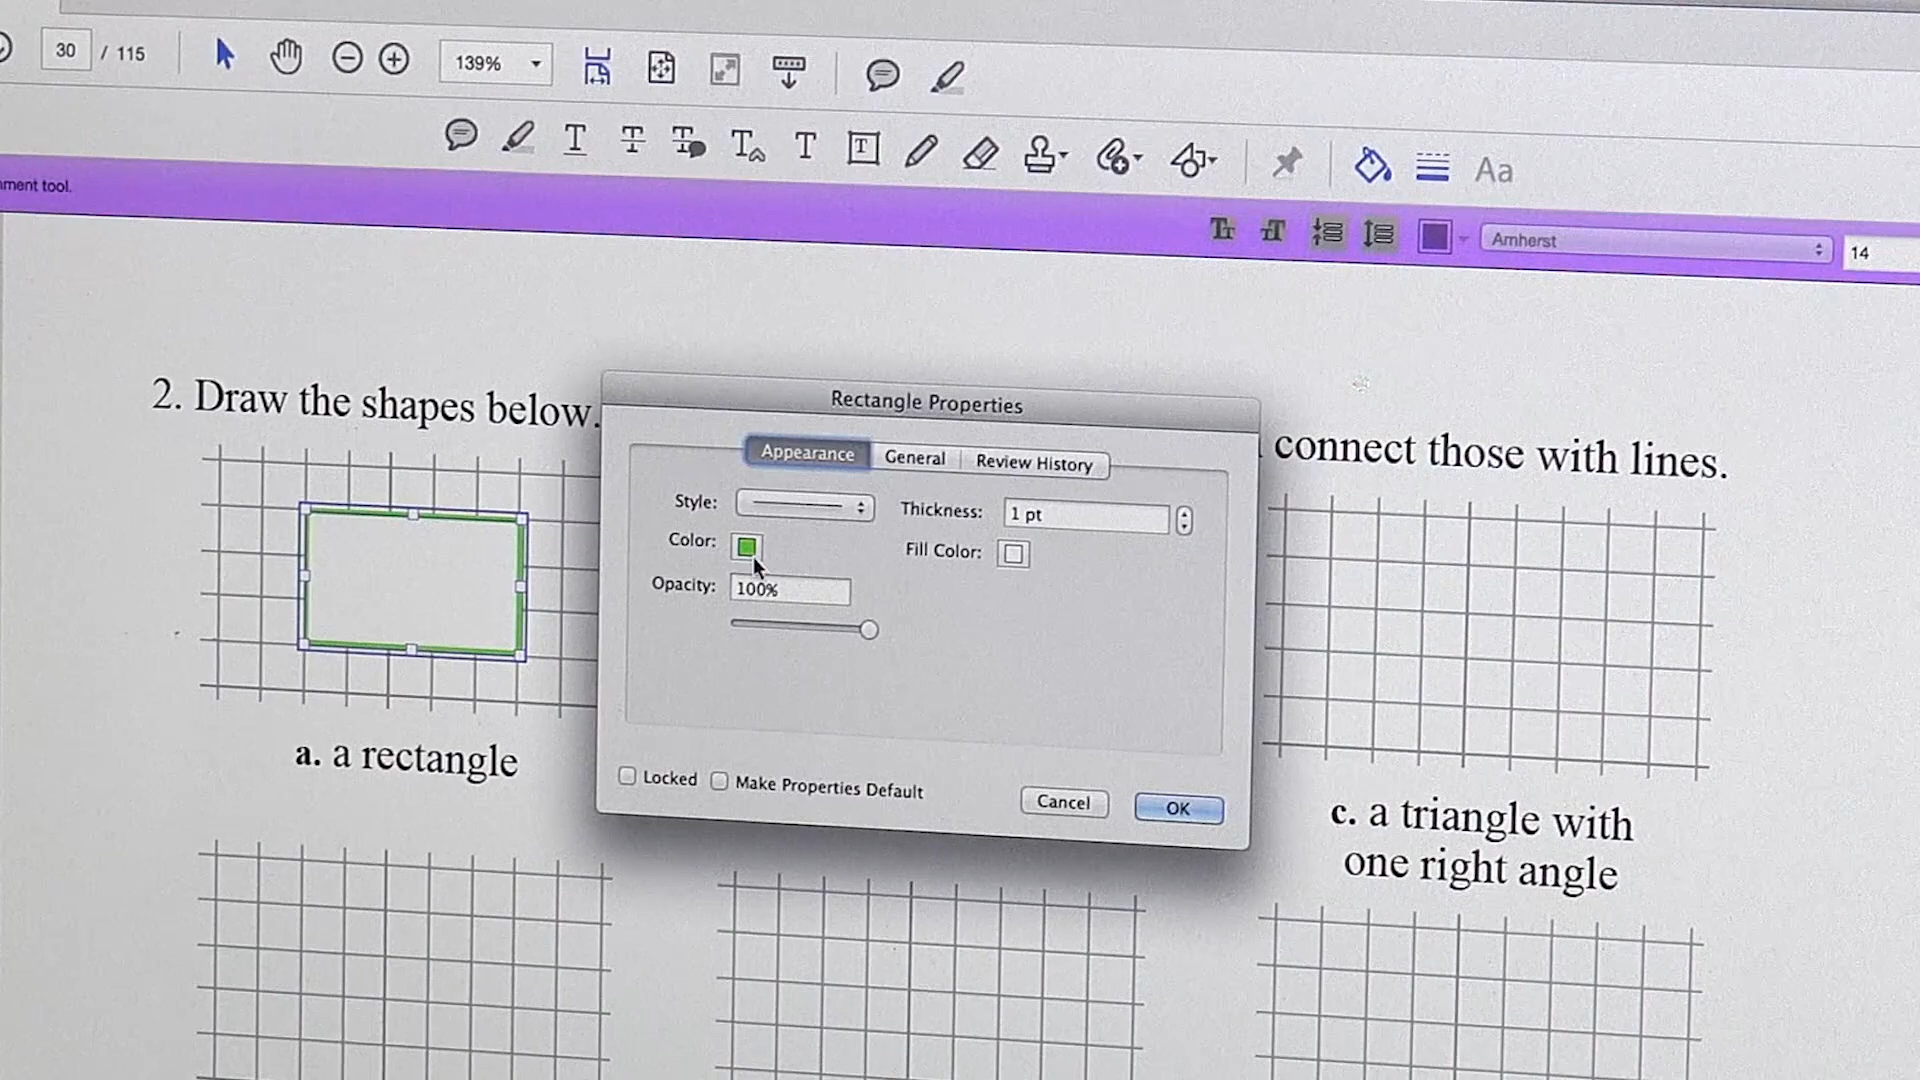 30 / 115 139%
T T T T T T Aa
ment tool.
Tr T Amherst 14
2. Draw the shapes below.
connect those with lines.
Rectangle Properties
Appearance General Review History
Style: Thickness: 1 pt
Color: Fill Color:
Opacity: 100%
Locked Make Properties Default
Cancel OK
a. a rectangle
c. a triangle with
one right angle